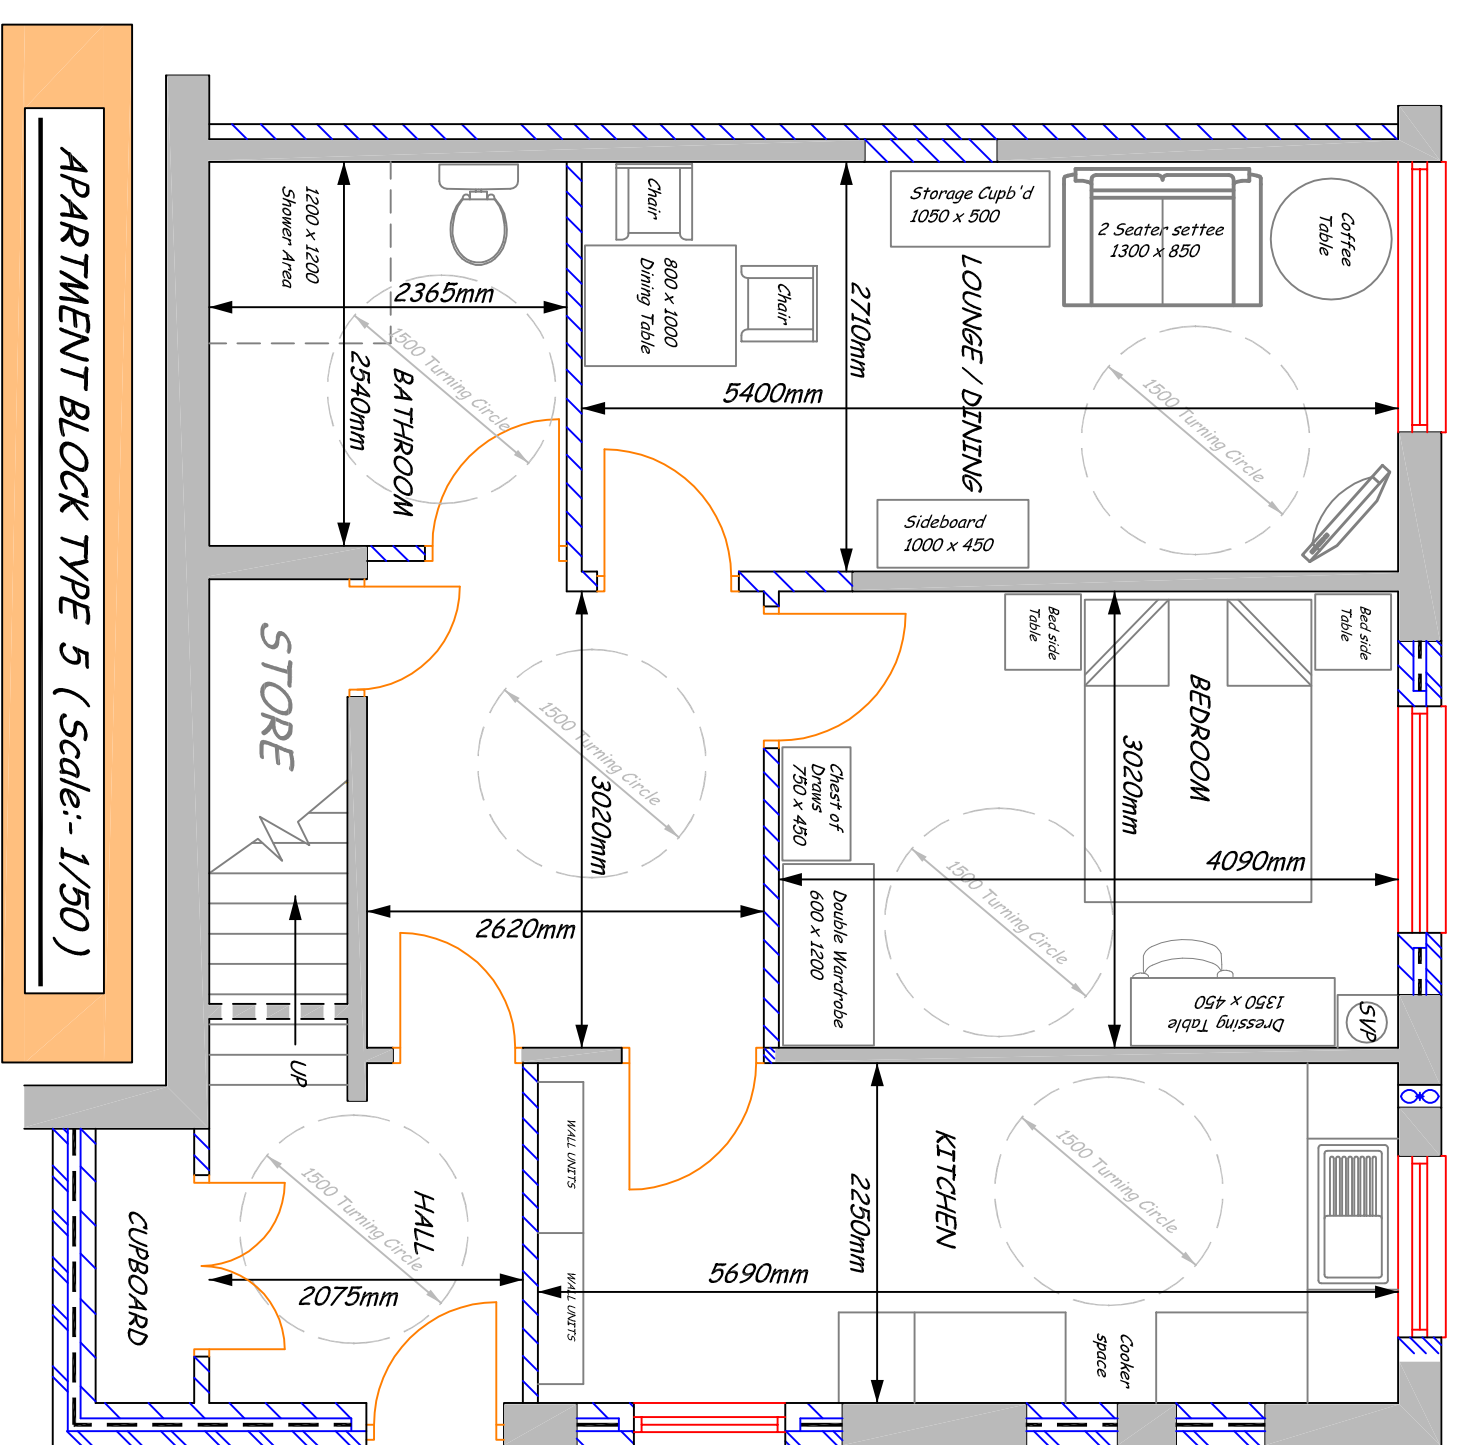 APARTMENT BLOCK TYPE 5 ( Scale:- 1/50 )
1200 x 1200
Shower Area
2365mm
2540mm
BATHROOM
1500 Turning Circle
Chair
800 x 1000
Dining Table
Chair
2710mm
5400mm
Storage Cupb'd
1050 x 500
LOUNGE / DINING
2 Seater settee
1300 x 850
Coffee
Table
1500 Turning Circle
Sideboard
1000 x 450
STORE
UP
1500 Turning Circle
3020mm
2620mm
Bed side
Table
Bed side
Table
BEDROOM
3020mm
4090mm
Chest of
Draws
750 x 450
Double Wardrobe
600 x 1200
1500 Turning Circle
Dressing Table
1350 x 450
SVP
CUPBOARD
HALL
1500 Turning Circle
2075mm
WALL UNITS
WALL UNITS
KITCHEN
2250mm
5690mm
1500 Turning Circle
Cooker
space